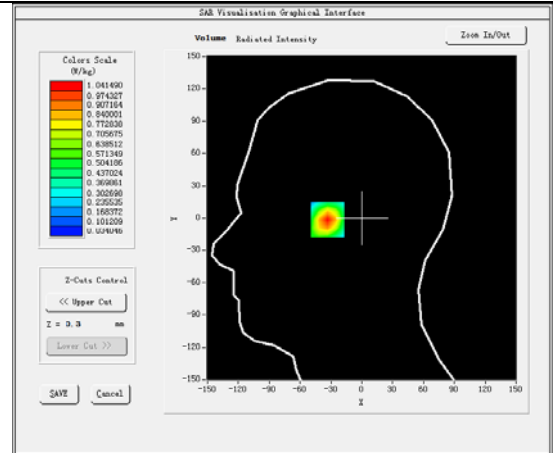 SAR Visualisation Graphical Interface
Volume Radiated Intensity
Zoom In/Out
Colors Scale
(W/kg)
1.041490
0.974327
0.907164
0.840001
0.772838
0.705675
0.638512
0.571349
0.504186
0.437024
0.369861
0.302698
0.235535
0.168372
0.101209
0.034046
150
120
90
60
30
0
-30
-60
-90
-120
-150
Y
-150 -120 -90 -60 -30 0 30 60 90 120 150
X
Z-Cuts Control
<< Upper Cut
Z = 3.3 mm
Lower Cut >>
SAVE Cancel